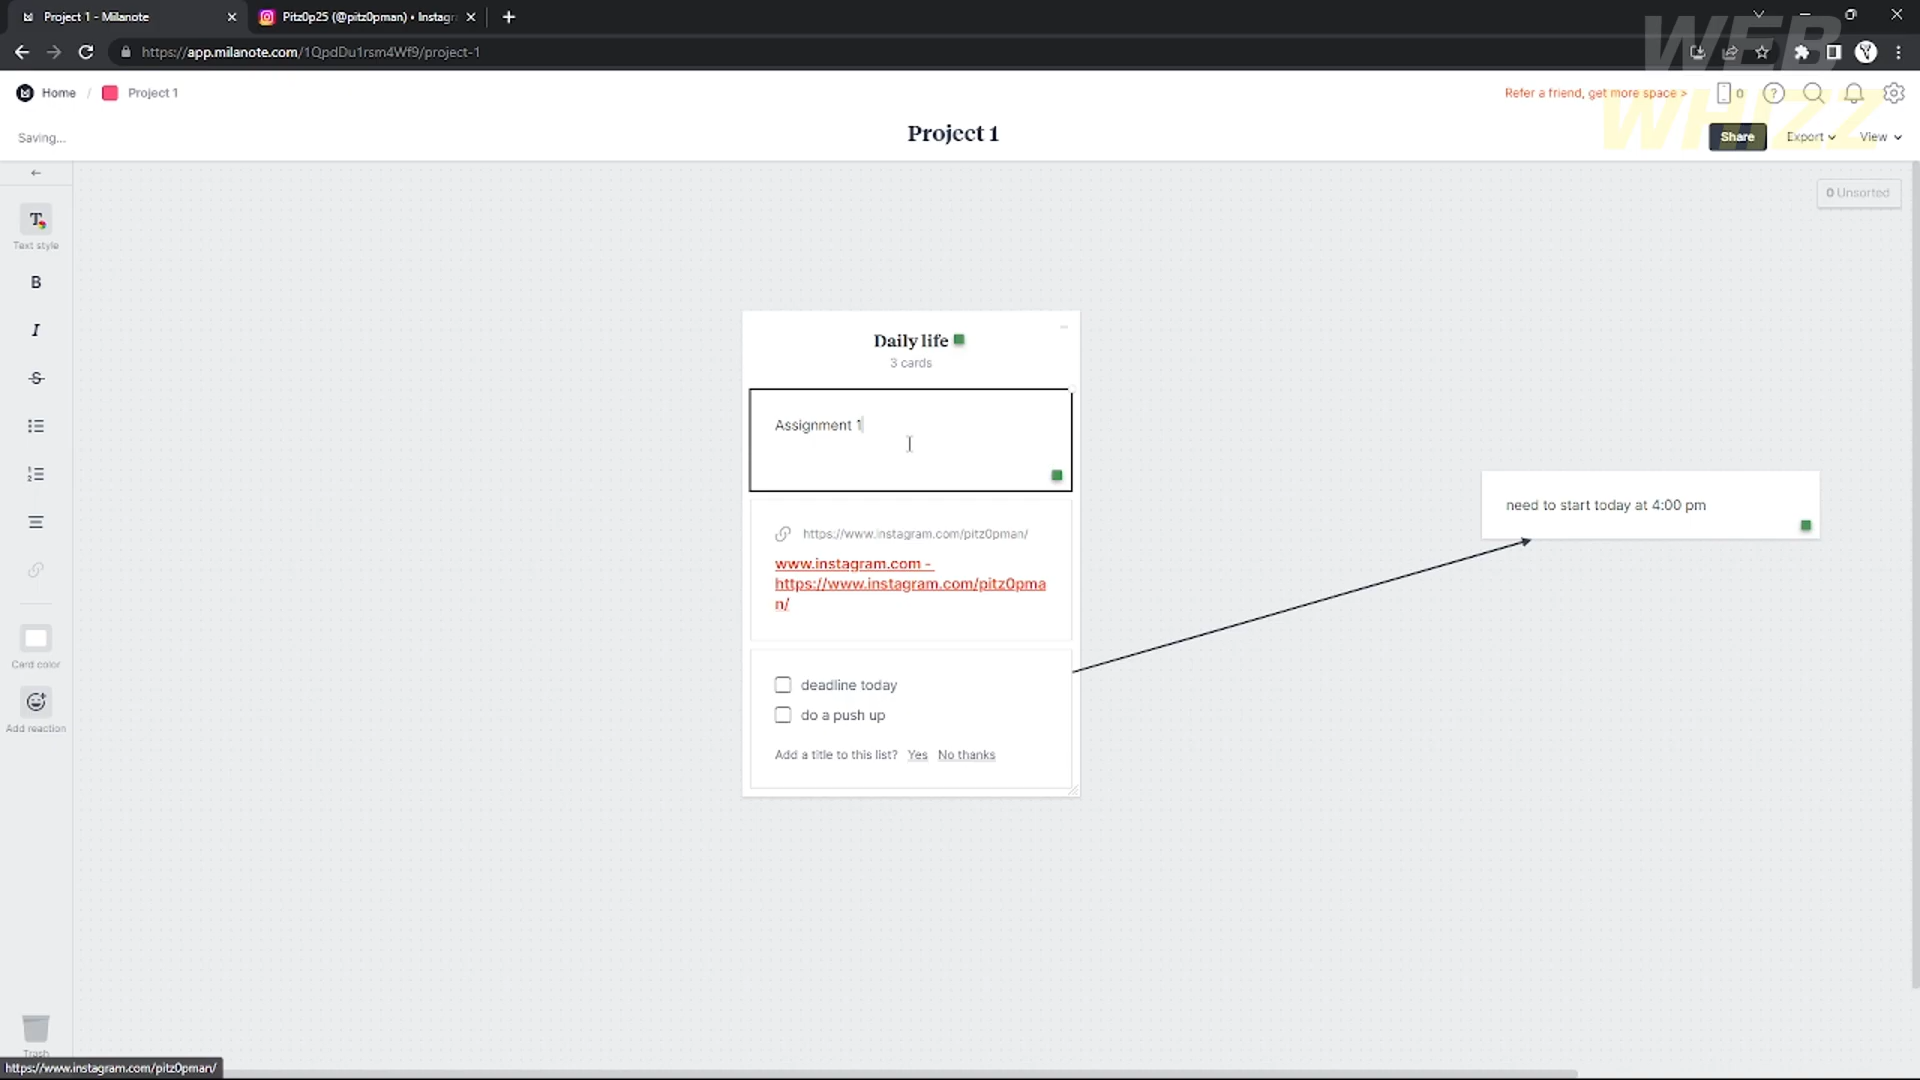 Project 1 - Milanote
Pitz0p25 (@pitz0pman) • Instagr
https://app.milanote.com/1QpdDu1rsm4Wf9/project-1
WEB
WHIZZ
Home / Project 1
Refer a friend, get more space >
0
Saving...
Project 1
Share
Export
View
0 Unsorted
T
Text style
B
I
S
Card color
Add reaction
Trash
Daily life
3 cards
Assignment 1
https://www.instagram.com/pitz0pman/
www.instagram.com -
https://www.instagram.com/pitz0pma
n/
deadline today
do a push up
Add a title to this list? Yes No thanks
need to start today at 4:00 pm
https://www.instagram.com/pitz0pman/